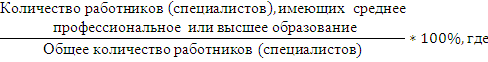 Количество работников (специалистов), имеющих среднее
профессиональное или высшее образование
Общее количество работников (специалистов)
* 100%, где